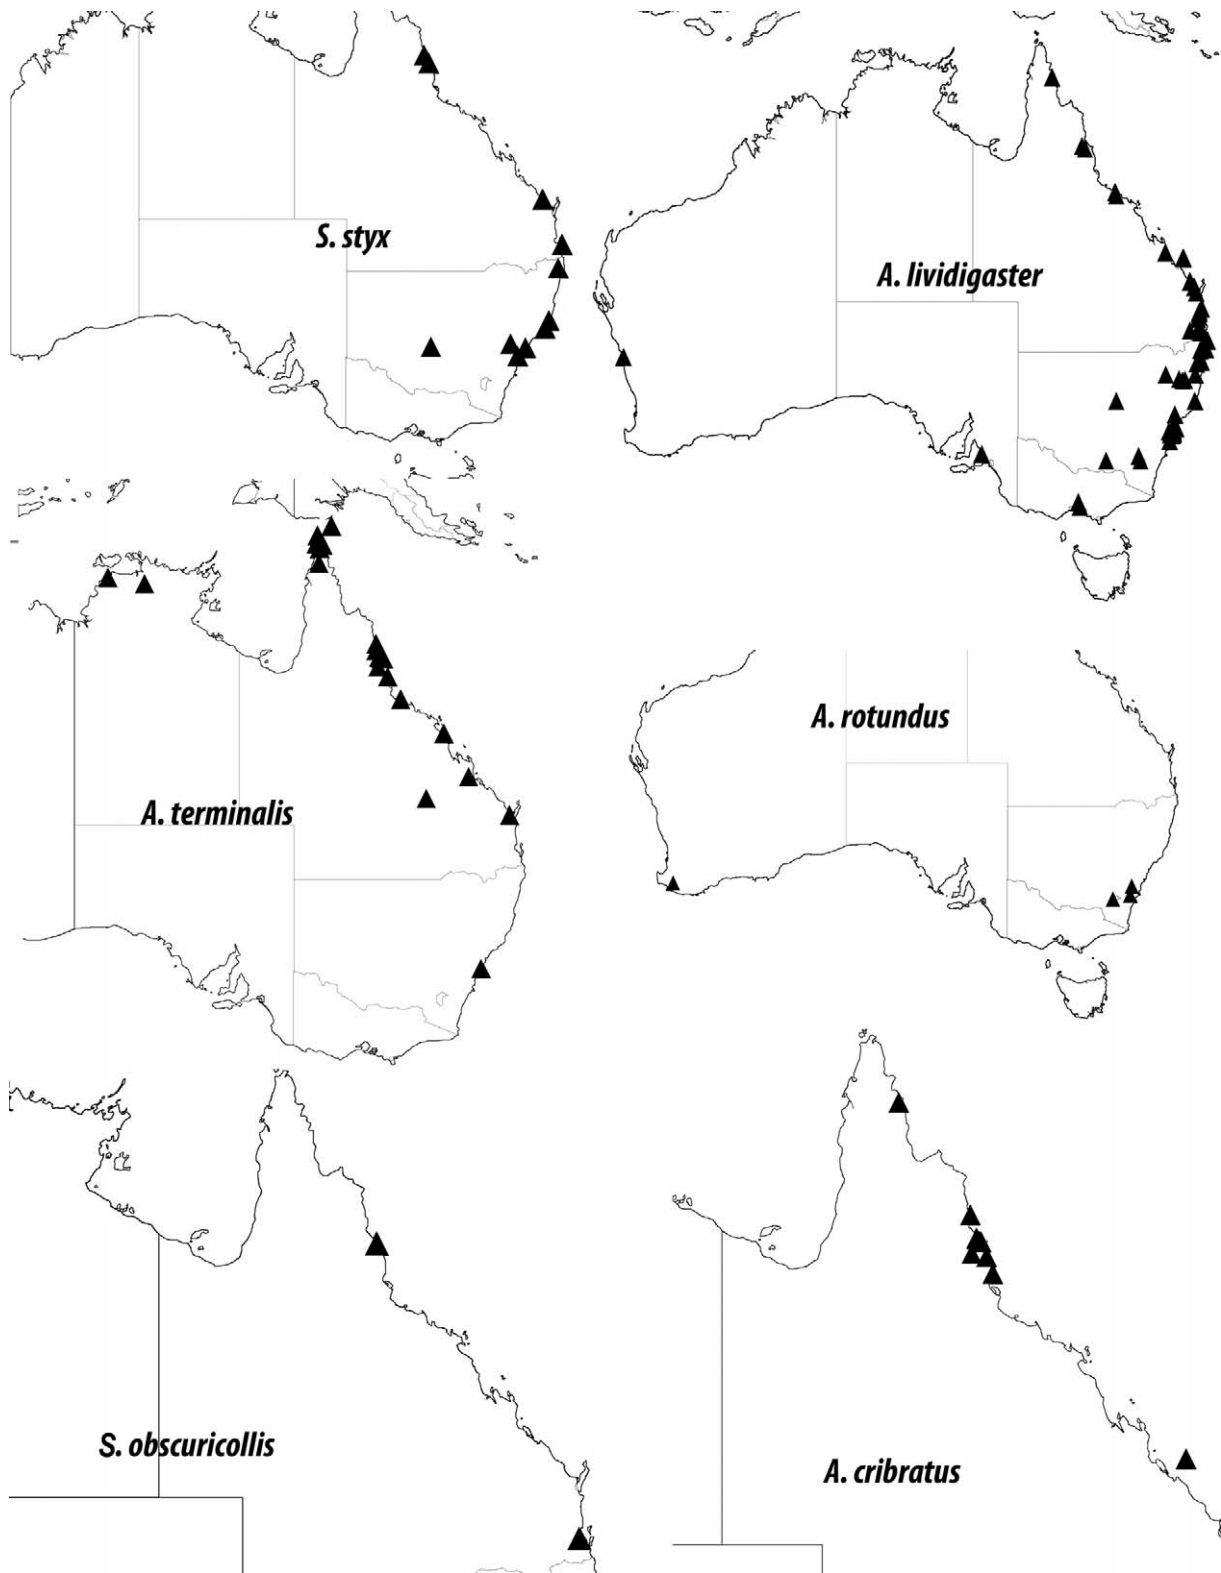 S. styx
A. lividigaster
A. terminalis
A. rotundus
S. obscuricollis
A. cribratus